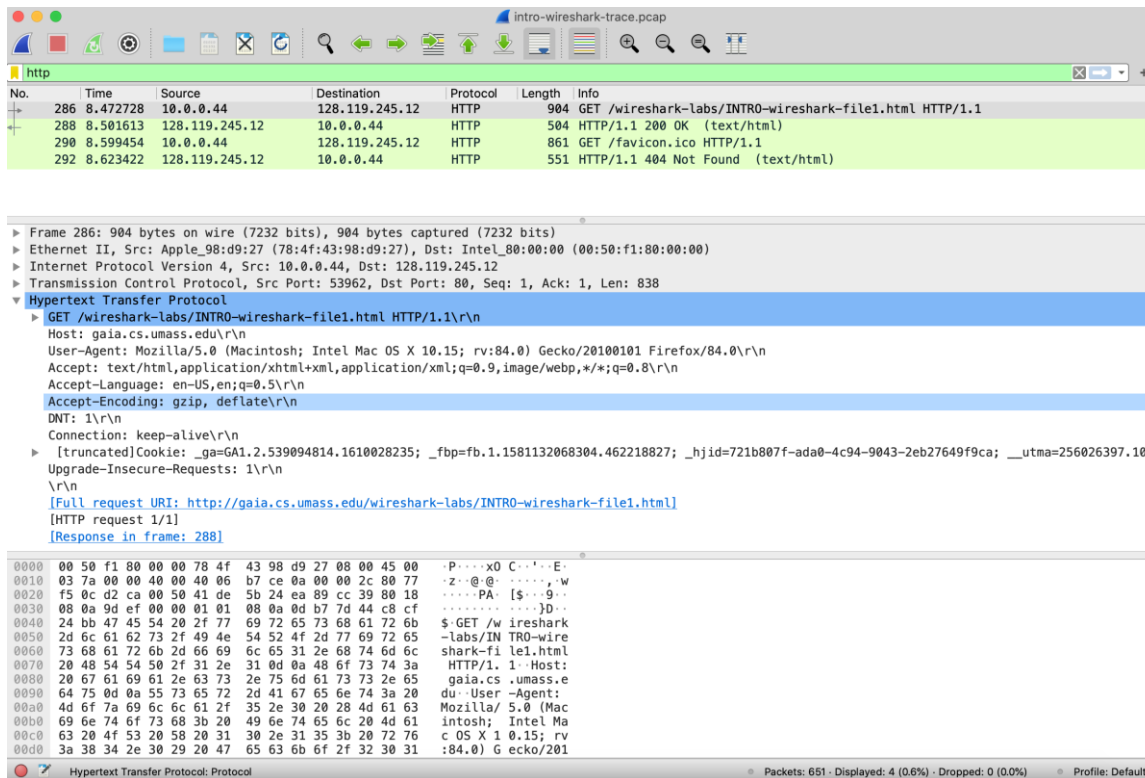 intro-wireshark-trace.pcap
http
No. Time Source Destination Protocol Length Info
286 8.472728 10.0.0.44 128.119.245.12 HTTP 904 GET /wireshark-labs/INTRO-wireshark-file1.html HTTP/1.1
288 8.501613 128.119.245.12 10.0.0.44 HTTP 504 HTTP/1.1 200 OK (text/html)
290 8.599454 10.0.0.44 128.119.245.12 HTTP 861 GET /favicon.ico HTTP/1.1
292 8.623422 128.119.245.12 10.0.0.44 HTTP 551 HTTP/1.1 404 Not Found (text/html)
Frame 286: 904 bytes on wire (7232 bits), 904 bytes captured (7232 bits)
Ethernet II, Src: Apple_98:d9:27 (78:4f:43:98:d9:27), Dst: Intel_80:00:00 (00:50:f1:80:00:00)
Internet Protocol Version 4, Src: 10.0.0.44, Dst: 128.119.245.12
Transmission Control Protocol, Src Port: 53962, Dst Port: 80, Seq: 1, Ack: 1, Len: 838
Hypertext Transfer Protocol
GET /wireshark-labs/INTRO-wireshark-file1.html HTTP/1.1\r\n
Host: gaia.cs.umass.edu\r\n
User-Agent: Mozilla/5.0 (Macintosh; Intel Mac OS X 10.15; rv:84.0) Gecko/20100101 Firefox/84.0\r\n
Accept: text/html,application/xhtml+xml,application/xml;q=0.9,image/webp,*/*;q=0.8\r\n
Accept-Language: en-US,en;q=0.5\r\n
Accept-Encoding: gzip, deflate\r\n
DNT: 1\r\n
Connection: keep-alive\r\n
[truncated]Cookie: _ga=GA1.2.539094814.1610028235; _fbp=fb.1.1581132068304.462218827; _hjid=721b807f-ada0-4c94-9043-2eb27649f9ca; __utma=256026397.10
Upgrade-Insecure-Requests: 1\r\n
\r\n
[Full request URI: http://gaia.cs.umass.edu/wireshark-labs/INTRO-wireshark-file1.html]
[HTTP request 1/1]
[Response in frame: 288]
0000 00 50 f1 80 00 00 78 4f 43 98 d9 27 08 00 45 00 ·P····xO C··'··E·
0010 03 7a 00 00 40 00 40 06 b7 ce 0a 00 00 2c 80 77 ·z··@·@· ·····,·w
0020 f5 0c d2 ca 00 50 41 de 5b 24 ea 89 cc 39 80 18 ·····PA· [$···9··
0030 08 0a 9d ef 00 00 01 01 08 0a 0d b7 7d 44 c8 cf ········ ····}D··
0040 24 bb 47 45 54 20 2f 77 69 72 65 73 68 61 72 6b $·GET /w ireshark
0050 2d 6c 61 62 73 2f 49 4e 54 52 4f 2d 77 69 72 65 -labs/IN TRO-wire
0060 73 68 61 72 6b 2d 66 69 6c 65 31 2e 68 74 6d 6c shark-fi le1.html
0070 20 48 54 54 50 2f 31 2e 31 0d 0a 48 6f 73 74 3a HTTP/1. 1··Host:
0080 20 67 61 69 61 2e 63 73 2e 75 6d 61 73 73 2e 65 gaia.cs .umass.e
0090 64 75 0d 0a 55 73 65 72 2d 41 67 65 6e 74 3a 20 du··User -Agent:
00a0 4d 6f 7a 69 6c 6c 61 2f 35 2e 30 20 28 4d 61 63 Mozilla/ 5.0 (Mac
00b0 69 6e 74 6f 73 68 3b 20 49 6e 74 65 6c 20 4d 61 intosh; Intel Ma
00c0 63 20 4f 53 20 58 20 31 30 2e 31 35 3b 20 72 76 c OS X 1 0.15; rv
00d0 3a 38 34 2e 30 29 20 47 65 63 6b 6f 2f 32 30 31 :84.0) G ecko/201
Hypertext Transfer Protocol: Protocol Packets: 651 · Displayed: 4 (0.6%) · Dropped: 0 (0.0%) Profile: Default